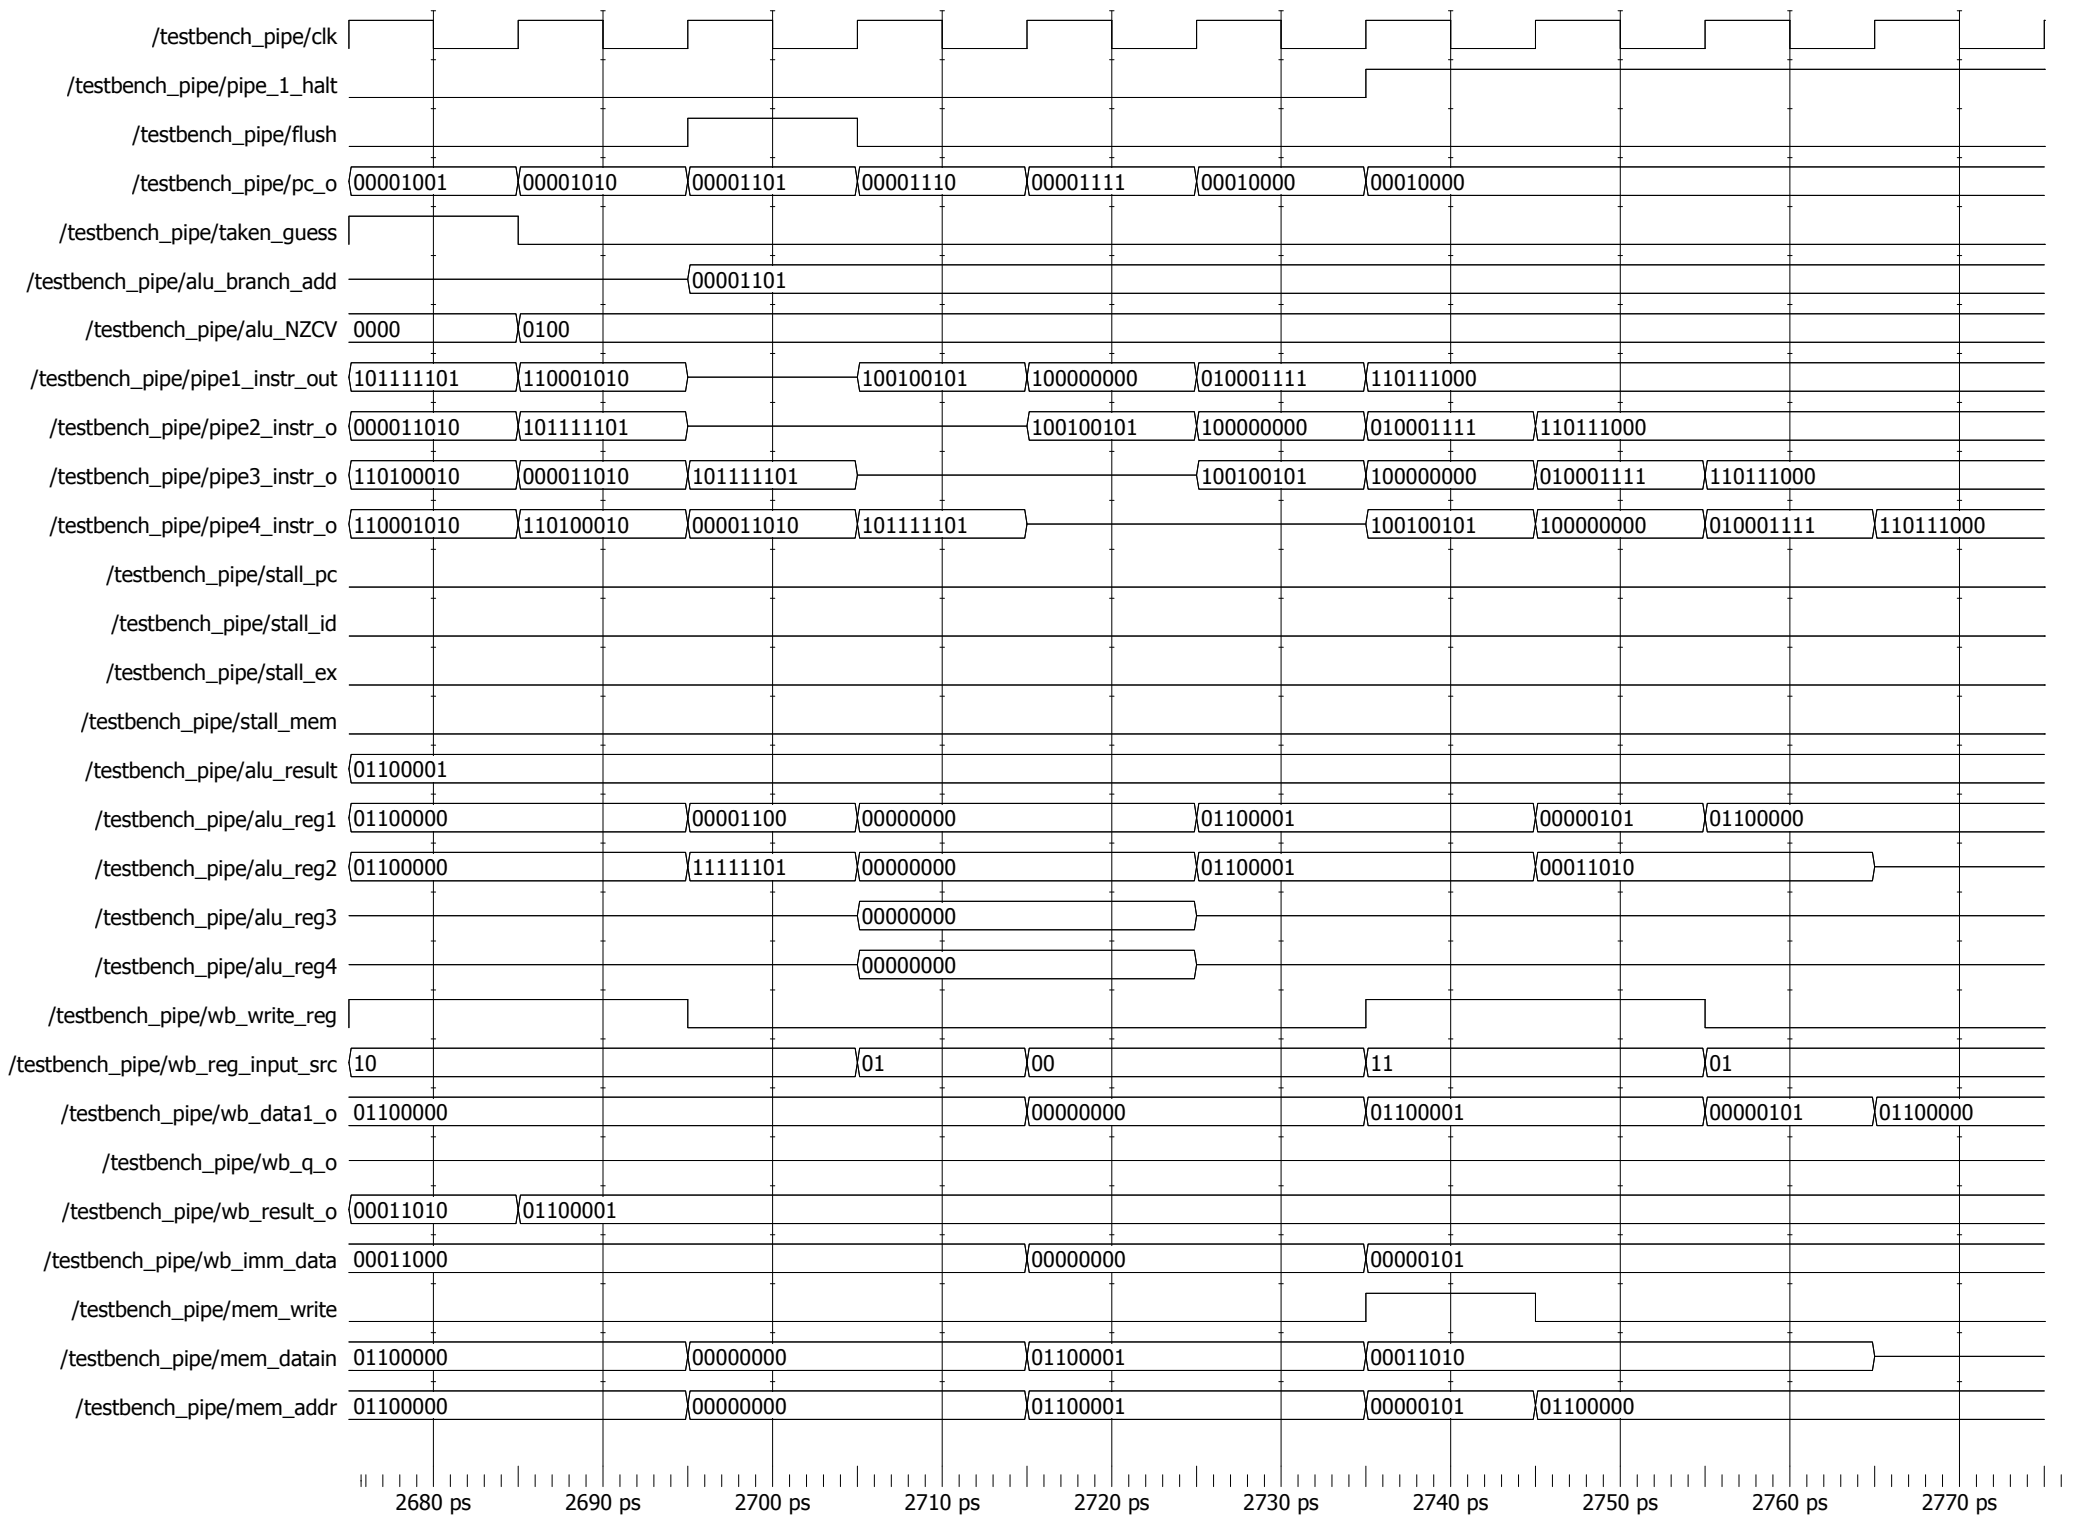 /testbench_pipe/clk
/testbench_pipe/pipe_1_halt
/testbench_pipe/flush
/testbench_pipe/pc_o 00001001 00001010 00001101 00001110 00001111 00010000 00010000
/testbench_pipe/taken_guess
/testbench_pipe/alu_branch_add 00001101
/testbench_pipe/alu_NZCV 0000 0100
/testbench_pipe/pipe1_instr_out 101111101 110001010 100100101 100000000 010001111 110111000
/testbench_pipe/pipe2_instr_o 000011010 101111101 100100101 100000000 010001111 110111000
/testbench_pipe/pipe3_instr_o 110100010 000011010 101111101 100100101 100000000 010001111 110111000
/testbench_pipe/pipe4_instr_o 110001010 110100010 000011010 101111101 100100101 100000000 010001111 110111000
/testbench_pipe/stall_pc
/testbench_pipe/stall_id
/testbench_pipe/stall_ex
/testbench_pipe/stall_mem
/testbench_pipe/alu_result 01100001
/testbench_pipe/alu_reg1 01100000 00001100 00000000 01100001 00000101 01100000
/testbench_pipe/alu_reg2 01100000 11111101 00000000 01100001 00011010
/testbench_pipe/alu_reg3 00000000
/testbench_pipe/alu_reg4 00000000
/testbench_pipe/wb_write_reg
/testbench_pipe/wb_reg_input_src 10 01 00 11 01
/testbench_pipe/wb_data1_o 01100000 00000000 01100001 00000101 01100000
/testbench_pipe/wb_q_o
/testbench_pipe/wb_result_o 00011010 01100001
/testbench_pipe/wb_imm_data 00011000 00000000 00000101
/testbench_pipe/mem_write
/testbench_pipe/mem_datain 01100000 00000000 01100001 00011010
/testbench_pipe/mem_addr 01100000 00000000 01100001 00000101 01100000
2680 ps 2690 ps 2700 ps 2710 ps 2720 ps 2730 ps 2740 ps 2750 ps 2760 ps 2770 ps